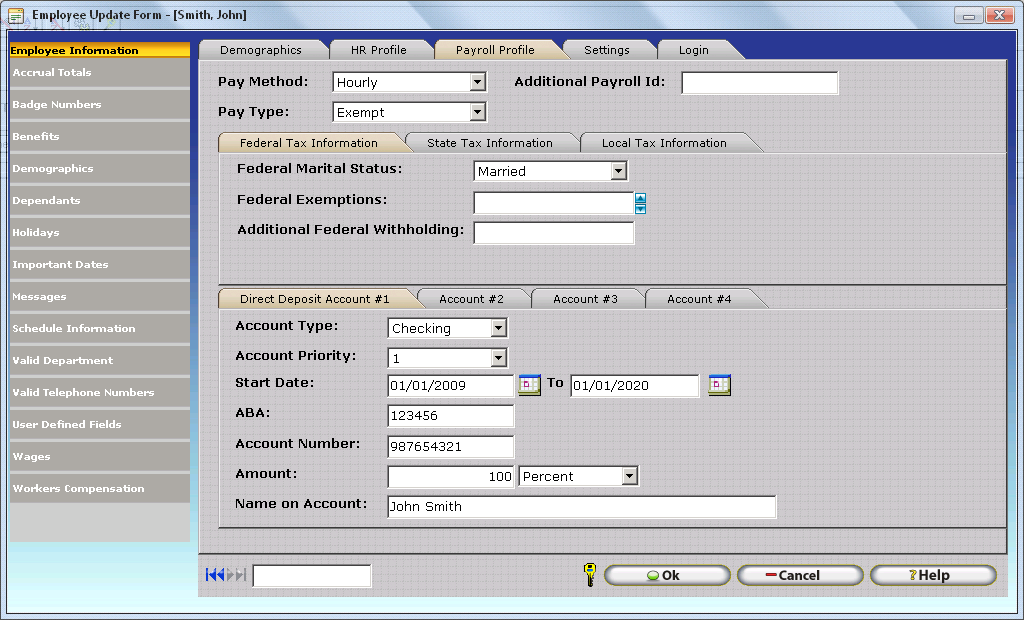 Employee Update Form - [Smith, John]
Employee Information
Accrual Totals
Badge Numbers
Benefits
Demographics
Dependants
Holidays
Important Dates
Messages
Schedule Information
Valid Department
Valid Telephone Numbers
User Defined Fields
Wages
Workers Compensation
Demographics HR Profile Payroll Profile Settings Login
Pay Method: Hourly Additional Payroll Id:
Pay Type: Exempt
Federal Tax Information State Tax Information Local Tax Information
Federal Marital Status: Married
Federal Exemptions:
Additional Federal Withholding:
Direct Deposit Account #1 Account #2 Account #3 Account #4
Account Type: Checking
Account Priority: 1
Start Date: 01/01/2009 To 01/01/2020
ABA: 123456
Account Number: 987654321
Amount: 100 Percent
Name on Account: John Smith
Ok Cancel ?Help